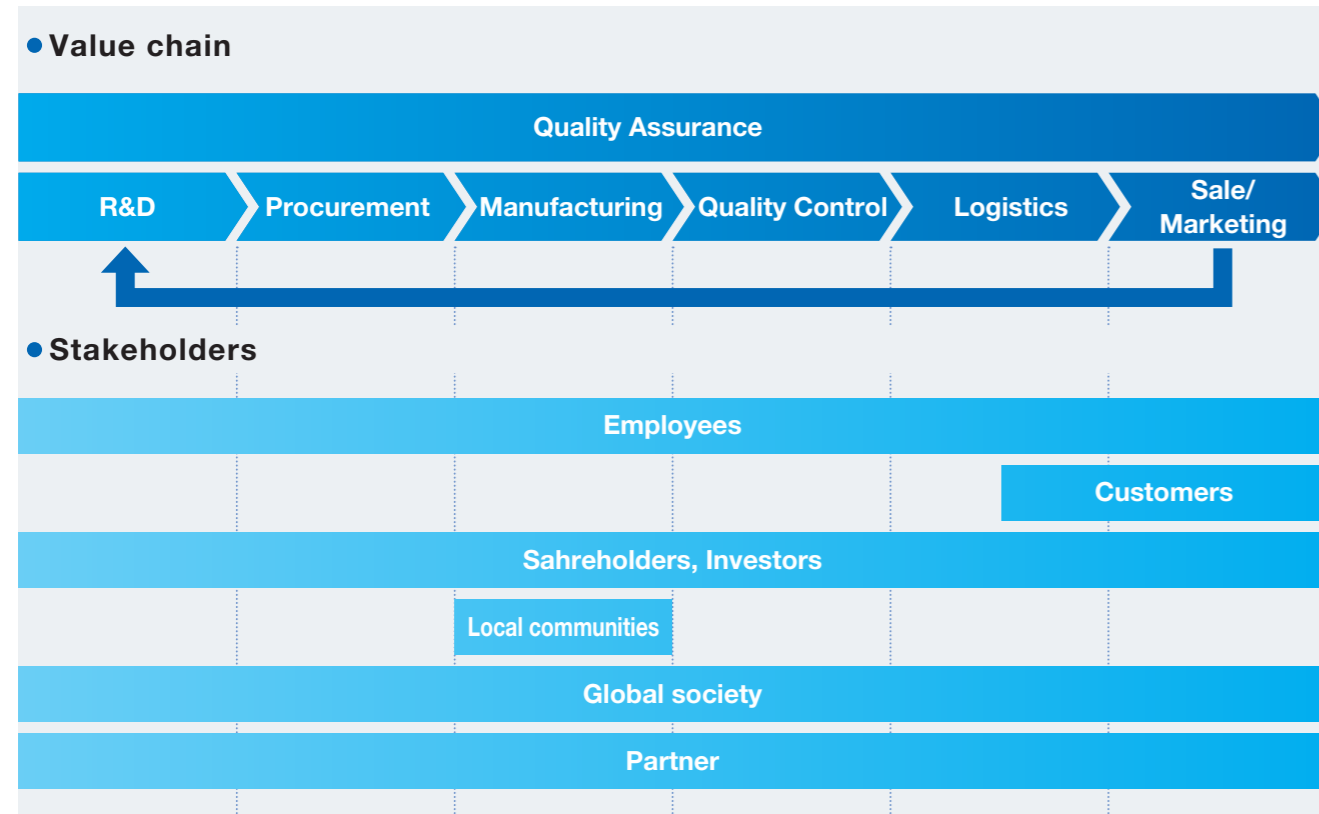 Value chain
Quality Assurance
R&D
Procurement
Manufacturing
Quality Control
Logistics
Sale/
Marketing
Stakeholders
Employees
Customers
Sahreholders, Investors
Local communities
Global society
Partner